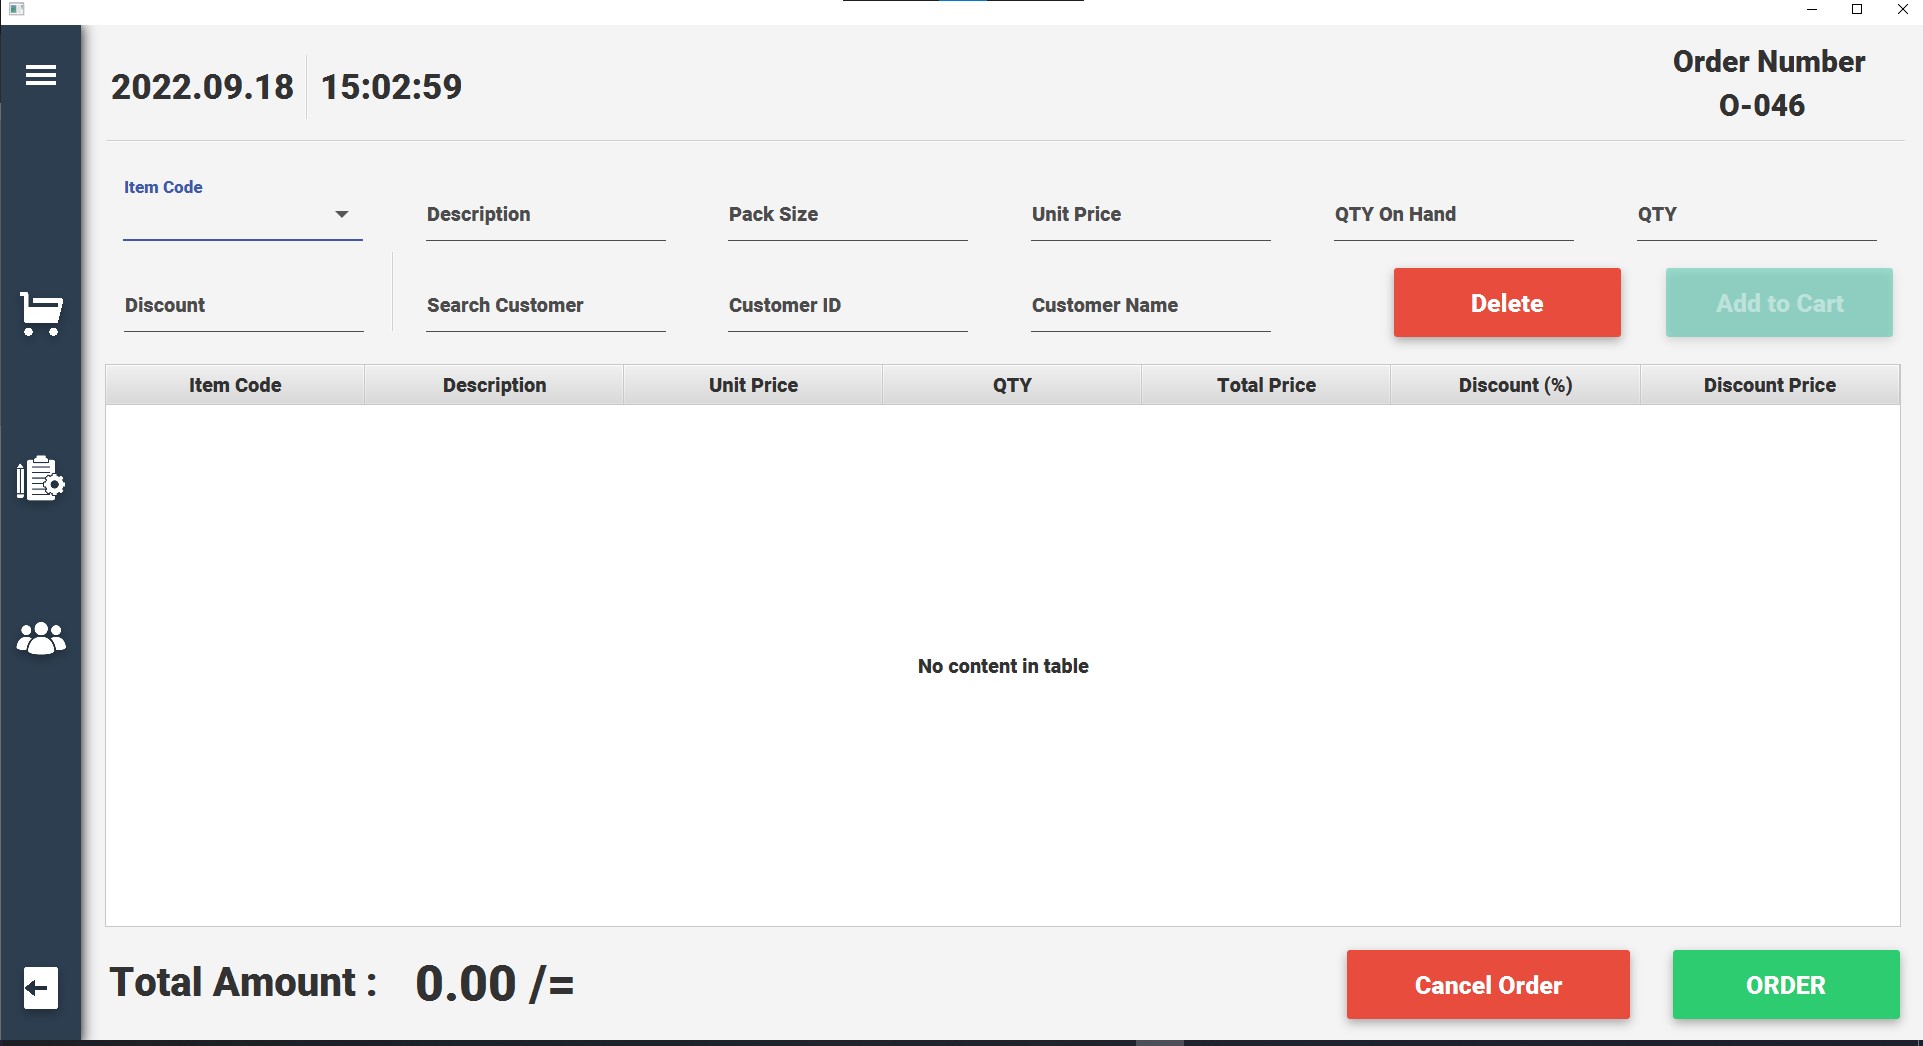 2022.09.18 15:02:59
Order Number
O-046
Item Code
Description Pack Size Unit Price QTY On Hand QTY
Discount Search Customer Customer ID Customer Name Delete Add to Cart
Item Code Description Unit Price QTY Total Price Discount (%) Discount Price
No content in table
Total Amount : 0.00 /= Cancel Order ORDER